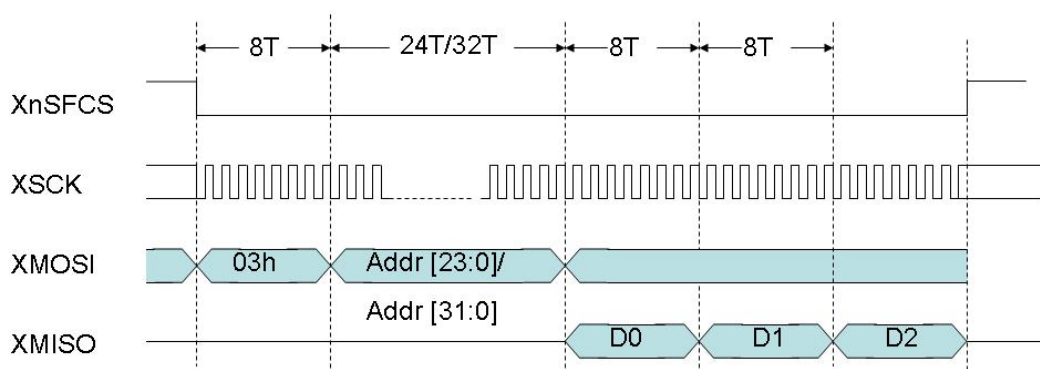 8T 24T/32T 8T 8T
XnSFCS
XSCK
XMOSI 03h Addr [23:0]/
Addr [31:0]
XMISO D0 D1 D2